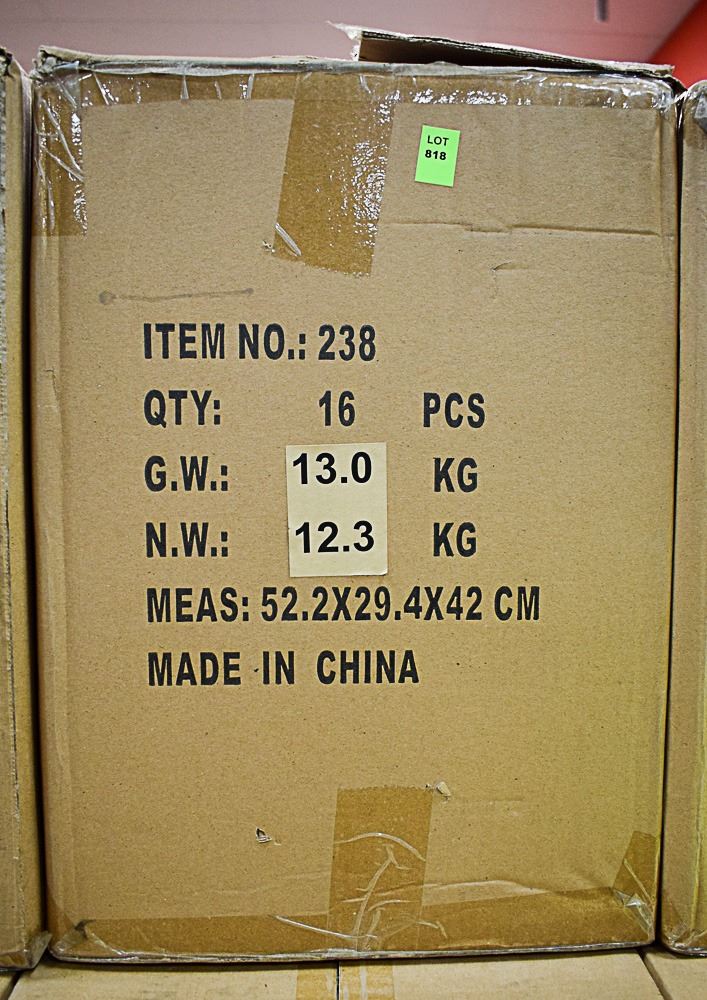 LOT
818
ITEM NO.: 238
QTY: 16 PCS
G.W.: 13.0 KG
N.W.: 12.3 KG
MEAS: 52.2X29.4X42 CM
MADE IN CHINA